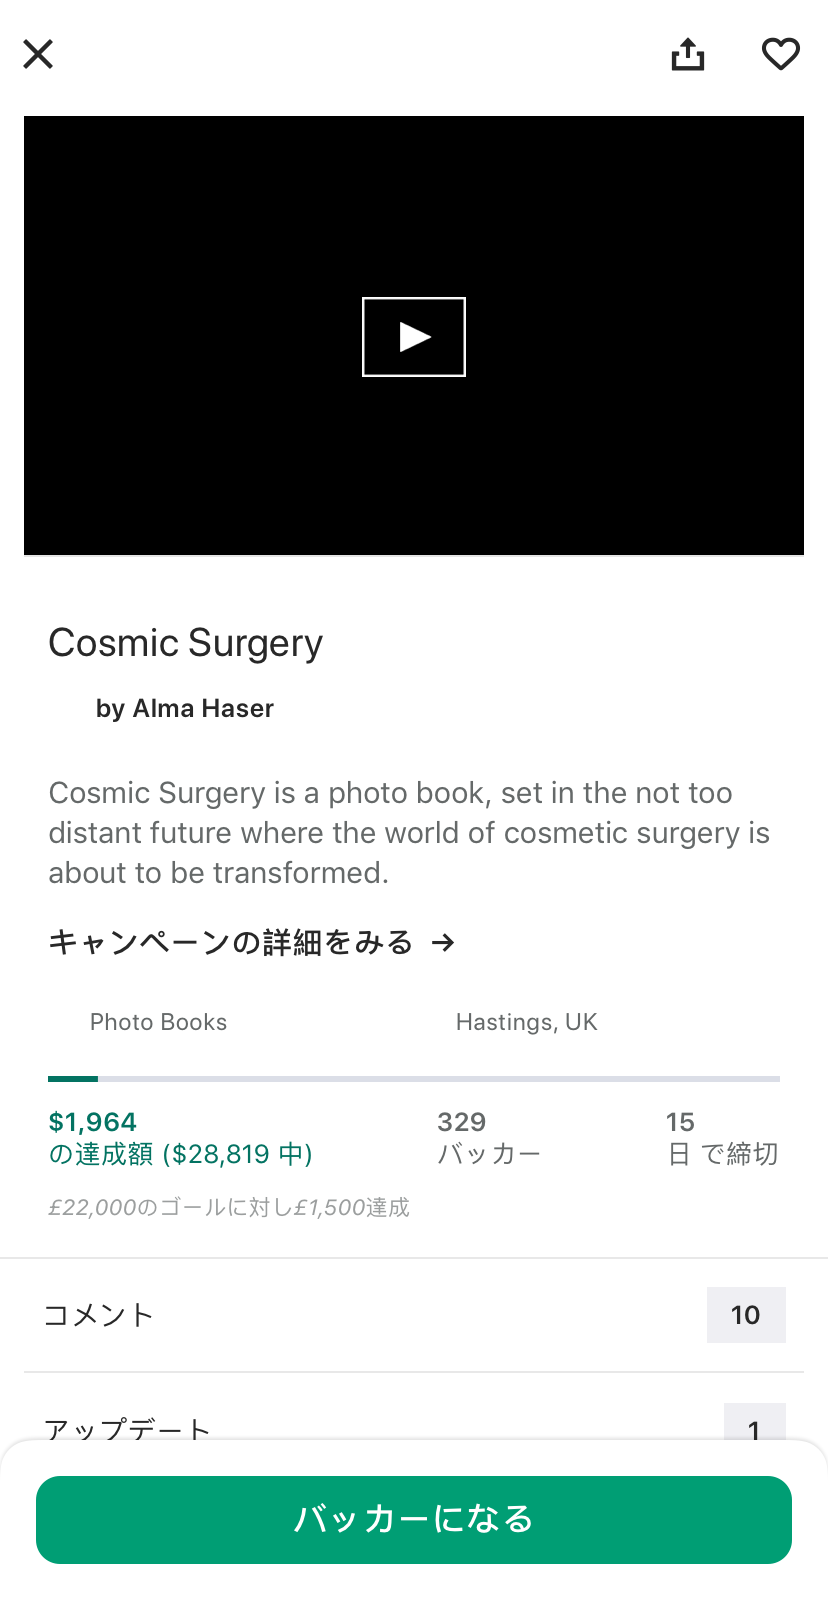 Cosmic Surgery
by Alma Haser
Cosmic Surgery is a photo book, set in the not too
distant future where the world of cosmetic surgery is
about to be transformed.
キャンペーンの詳細をみる →
Photo Books
Hastings, UK
$1,964
の達成額 ($28,819 中)
329
バッカー
15
日 で締切
£22,000のゴールに対し£1,500達成
コメント
10
アップデート
1
バッカーになる